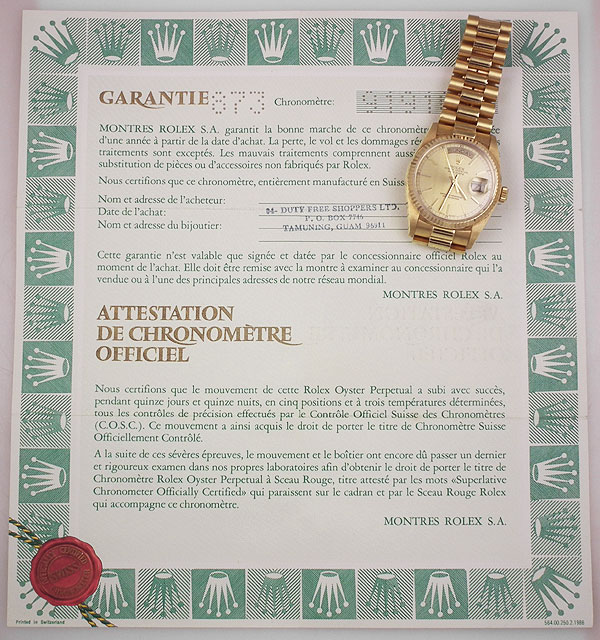 GARANTIE 873 Chronomètre:
MONTRES ROLEX S.A. garantit la bonne marche de ce chronomèt
d'une année à partir de la date d'achat. La perte, le vol et les dommages
traitements sont exceptés. Les mauvais traitements comprennent aussi
substitution de pièces ou d'accessoires non fabriqués par Rolex.
Nous certifions que ce chronomètre, entièrement manufacturé en Suisse
Nom et adresse de l'acheteur:
Date de l'achat:
Nom et adresse du bijoutier:
DUTY FREE SHOPPERS LTD.
P. O. BOX 7746
TAMUNING, GUAM 96911
Cette garantie n'est valable que signée et datée par le concessionnaire officiel Rolex au
moment de l'achat. Elle doit être remise avec la montre à examiner au concessionnaire qui l'a
vendue ou à l'une des principales adresses de notre réseau mondial.
MONTRES ROLEX S.A.
ATTESTATION
DE CHRONOMÈTRE
OFFICIEL
Nous certifions que le mouvement de cette Rolex Oyster Perpetual a subi avec succès,
pendant quinze jours et quinze nuits, en cinq positions et à trois températures déterminées,
tous les contrôles de précision effectués par le Contrôle Officiel Suisse des Chronomètres
(C.O.S.C.). Ce mouvement a ainsi acquis le droit de porter le titre de Chronomètre Suisse
Officiellement Contrôlé.
A la suite de ces sévères épreuves, le mouvement et le boîtier ont encore dû passer un dernier
et rigoureux examen dans nos propres laboratoires afin d'obtenir le droit de porter le titre de
Chronomètre Rolex Oyster Perpetual à Sceau Rouge, titre attesté par les mots «Superlative
Chronometer Officially Certified» qui paraissent sur le cadran et par le Sceau Rouge Rolex
qui accompagne ce chronomètre.
MONTRES ROLEX S.A.
Printed in Switzerland
564.00.250.2.1986